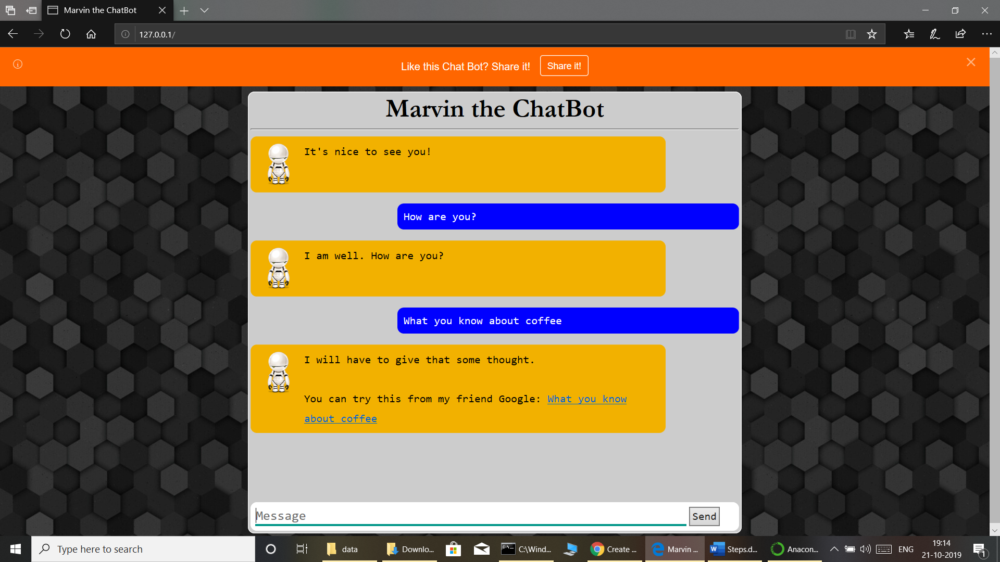 Marvin the ChatBot
127.0.0.1/
Like this Chat Bot? Share it! Share it!
Marvin the ChatBot
It's nice to see you!
How are you?
I am well. How are you?
What you know about coffee
I will have to give that some thought.
You can try this from my friend Google: What you know
about coffee
Message Send
Type here to search data Downlo... C:\Wind... Create ... Marvin ... Steps.d... Anacon... ENG 19:14
21-10-2019 1